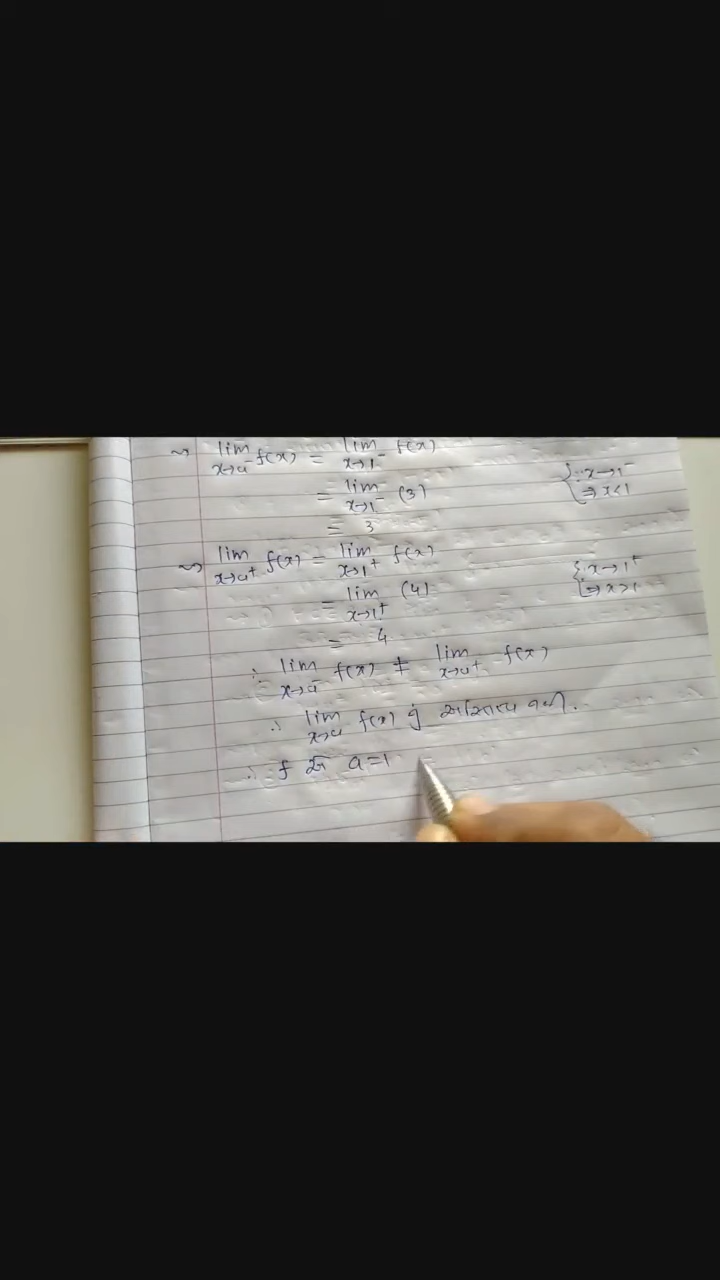 ⇝ lim x→a⁻ f(x) = lim x→1⁻ f(x)
= lim x→1⁻ (3) {∵ x→1⁻ ⇒ x<1
= 3
⇝ lim x→a⁺ f(x) = lim x→1⁺ f(x)
= lim x→1⁺ (4) {∵ x→1⁺ ⇒ x>1
= 4
∴ lim x→a⁻ f(x) ≠ lim x→a⁺ f(x)
∴ lim x→a f(x) નું અસ્તિત્વ નથી.
∴ f એ a=1